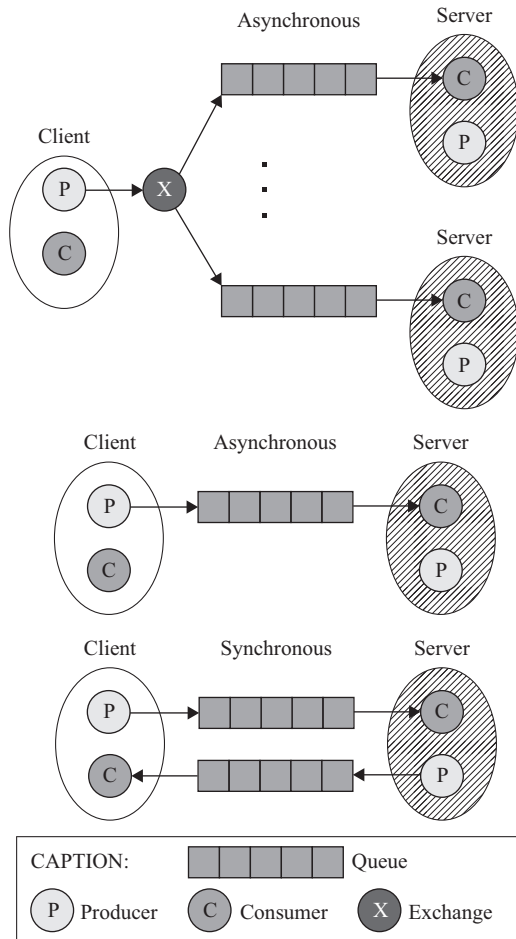 Asynchronous
Server
C
P
Client
P
C
X
Server
C
P
Client
Asynchronous
Server
P
C
C
P
Client
Synchronous
Server
P
C
C
P
CAPTION:
Queue
P Producer
C Consumer
X Exchange